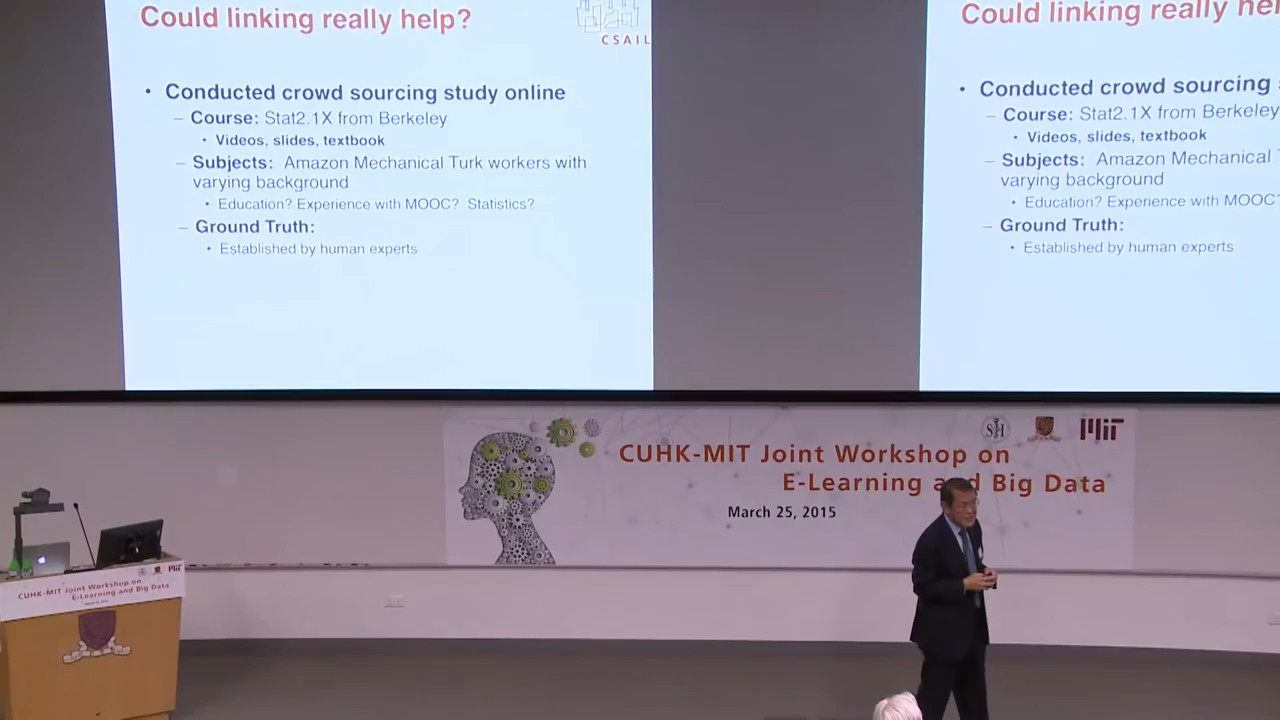 Could linking really help?
CSAIL
• Conducted crowd sourcing study online
– Course: Stat2.1X from Berkeley
• Videos, slides, textbook
– Subjects: Amazon Mechanical Turk workers with
varying background
• Education? Experience with MOOC? Statistics?
– Ground Truth:
• Established by human experts
Could linking really
• Conducted crowd sourcing
– Course: Stat2.1X from Berkeley
• Videos, slides, textbook
– Subjects: Amazon Mechanical
varying background
• Education? Experience with MOOC?
– Ground Truth:
• Established by human experts
SH
MIT
CUHK-MIT Joint Workshop on
E-Learning and Big Data
March 25, 2015
MIT
CUHK-MIT Joint Workshop on
E-Learning and Big Data